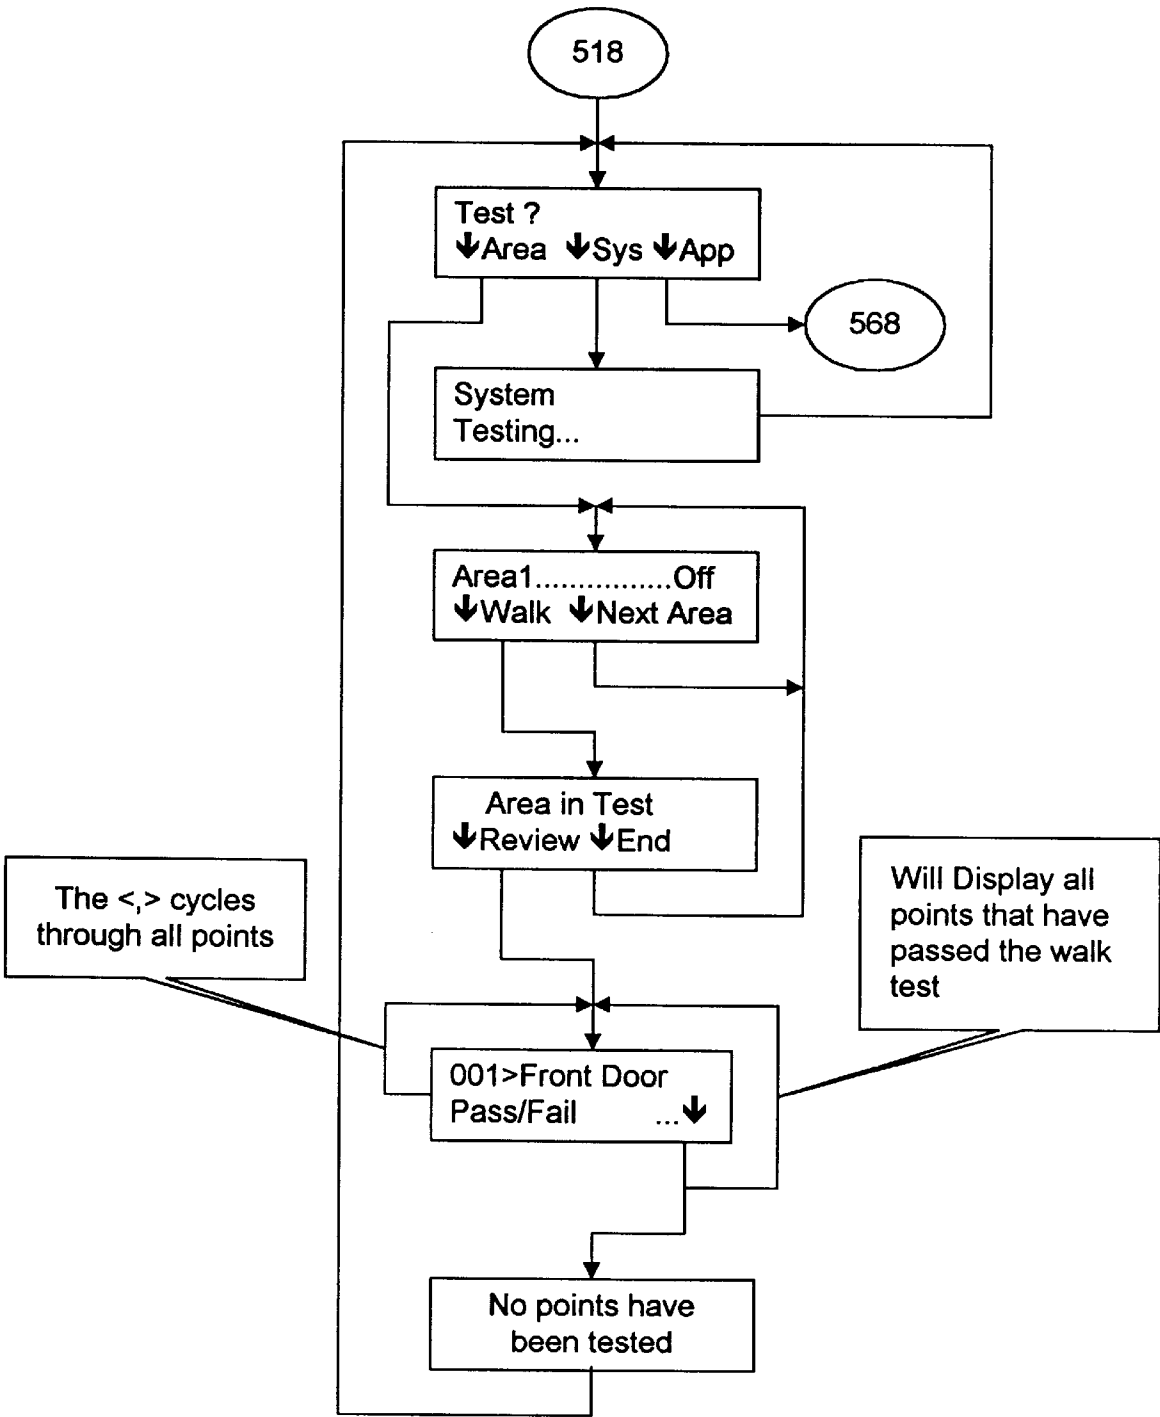 518
Test ?
↓Area ↓Sys ↓App
568
System
Testing...
Area1................Off
↓Walk ↓Next Area
Area in Test
↓Review ↓End
The <,> cycles
through all points
Will Display all
points that have
passed the walk
test
001>Front Door
Pass/Fail ...↓
No points have
been tested